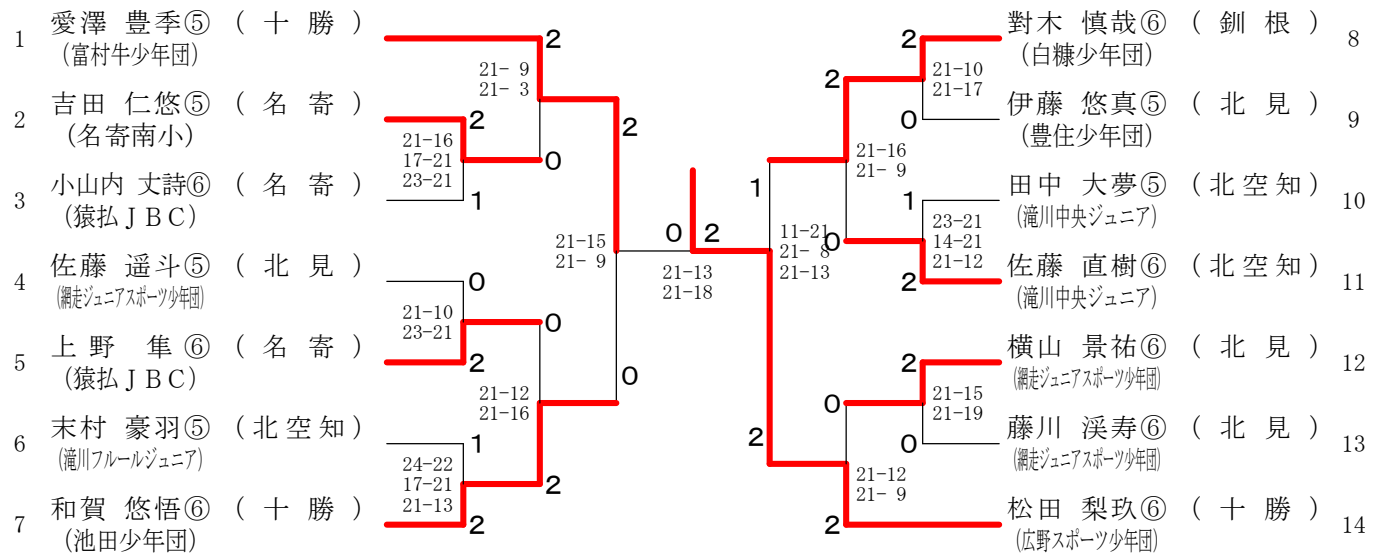 1 愛澤 豊季⑤ ( 十 勝 )
(富村牛少年団)
2 吉田 仁悠⑤ ( 名 寄 )
(名寄南小)
3 小山内 丈詩⑥ ( 名 寄 )
(猿払ＪＢＣ)
4 佐藤 遥斗⑤ ( 北 見 )
(網走ジュニアスポーツ少年団)
5 上野 隼⑥ ( 名 寄 )
(猿払ＪＢＣ)
6 末村 豪羽⑤ (北空知)
(滝川フルールジュニア)
7 和賀 悠悟⑥ ( 十 勝 )
(池田少年団)
2
21- 9
21- 3
2
21-16
17-21
23-21
0
1
2
0
21-10
23-21
0
2
21-15
21- 9
21-12
21-16
0
1
24-22
17-21
21-13
2
2
0 2
21-13
21-18
1
11-21
21- 8
21-13
2
2
21-10
21-17
2
0
21-16
21- 9
1
0
23-21
14-21
21-12
2
2
21-15
21-19
0
0
21-12
21- 9
2
對木 慎哉⑥ ( 釧 根 ) 8
(白糠少年団)
伊藤 悠真⑤ ( 北 見 ) 9
(豊住少年団)
田中 大夢⑤ (北空知) 10
(滝川中央ジュニア)
佐藤 直樹⑥ (北空知) 11
(滝川中央ジュニア)
横山 景祐⑥ ( 北 見 ) 12
(網走ジュニアスポーツ少年団)
藤川 渓寿⑥ ( 北 見 ) 13
(網走ジュニアスポーツ少年団)
松田 梨玖⑥ ( 十 勝 ) 14
(広野スポーツ少年団)